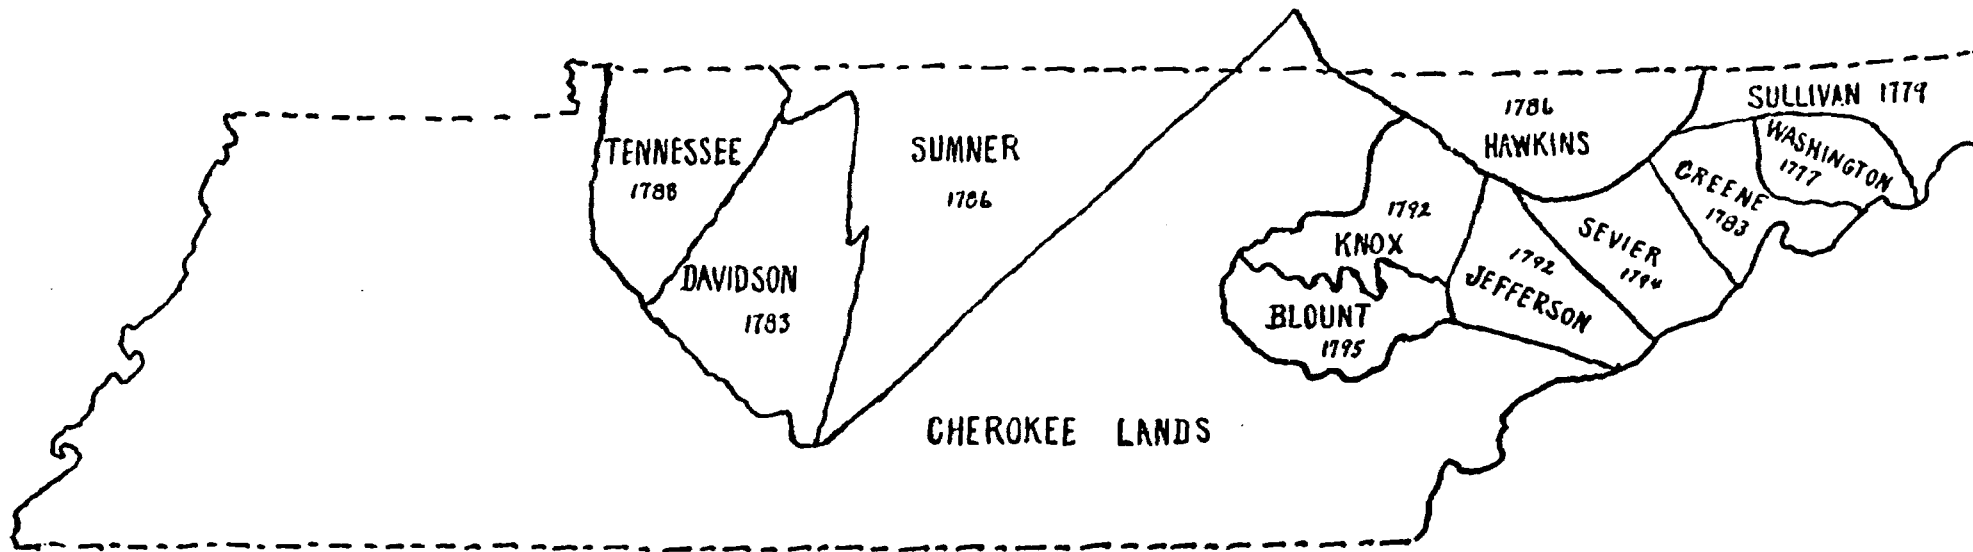 TENNESSEE
1788
DAVIDSON
1783
SUMNER
1786
CHEROKEE LANDS
1792
KNOX
BLOUNT
1795
1792
JEFFERSON
SEVIER
1794
1786
HAWKINS
GREENE
1783
SULLIVAN 1779
WASHINGTON
1777